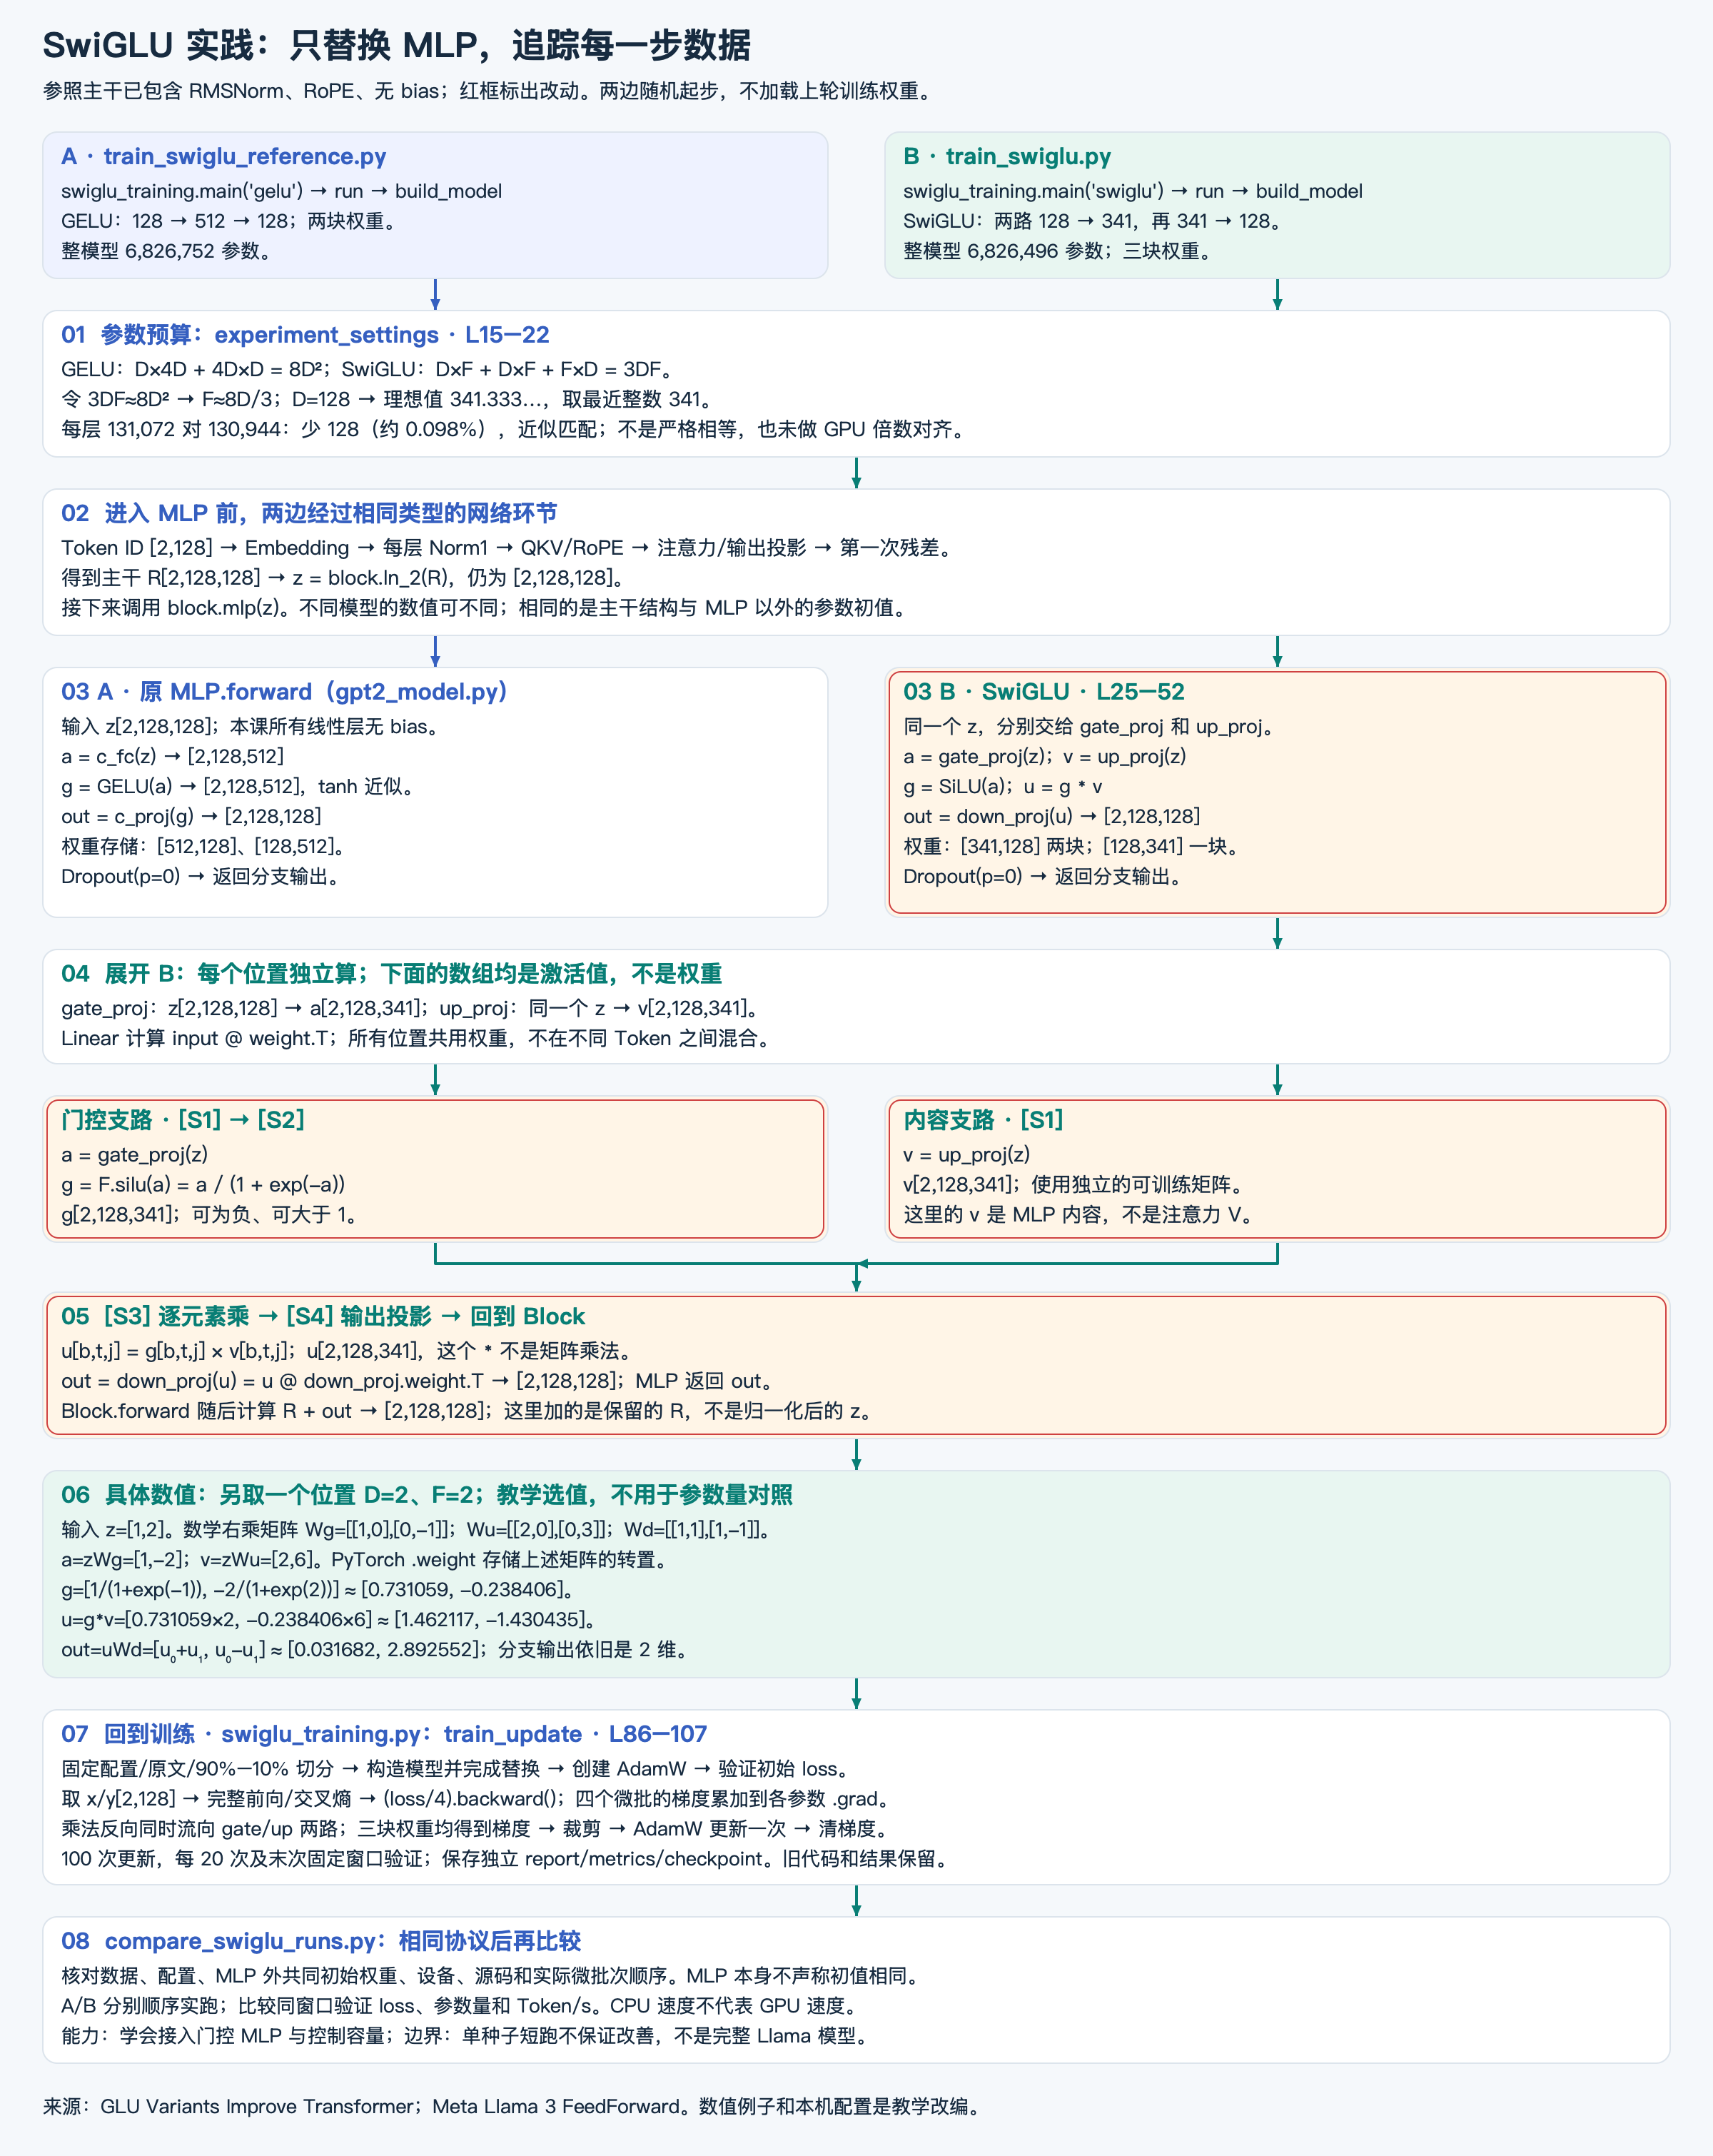 SwiGLU 实践：只替换 MLP，追踪每一步数据
参照主干已包含 RMSNorm、RoPE、无 bias；红框标出改动。两边随机起步，不加载上轮训练权重。
A · train_swiglu_reference.py
swiglu_training.main('gelu') → run → build_model
GELU：128 → 512 → 128；两块权重。
整模型 6,826,752 参数。
B · train_swiglu.py
swiglu_training.main('swiglu') → run → build_model
SwiGLU：两路 128 → 341，再 341 → 128。
整模型 6,826,496 参数；三块权重。
01 参数预算：experiment_settings · L15—22
GELU：D×4D + 4D×D = 8D²；SwiGLU：D×F + D×F + F×D = 3DF。
令 3DF≈8D² → F≈8D/3；D=128 → 理想值 341.333…，取最近整数 341。
每层 131,072 对 130,944：少 128（约 0.098%），近似匹配；不是严格相等，也未做 GPU 倍数对齐。
02 进入 MLP 前，两边经过相同类型的网络环节
Token ID [2,128] → Embedding → 每层 Norm1 → QKV/RoPE → 注意力/输出投影 → 第一次残差。
得到主干 R[2,128,128] → z = block.ln_2(R)，仍为 [2,128,128]。
接下来调用 block.mlp(z)。不同模型的数值可不同；相同的是主干结构与 MLP 以外的参数初值。
03 A · 原 MLP.forward（gpt2_model.py）
输入 z[2,128,128]；本课所有线性层无 bias。
a = c_fc(z) → [2,128,512]
g = GELU(a) → [2,128,512]，tanh 近似。
out = c_proj(g) → [2,128,128]
权重存储：[512,128]、[128,512]。
Dropout(p=0) → 返回分支输出。
03 B · SwiGLU · L25—52
同一个 z，分别交给 gate_proj 和 up_proj。
a = gate_proj(z)；v = up_proj(z)
g = SiLU(a)；u = g * v
out = down_proj(u) → [2,128,128]
权重：[341,128] 两块；[128,341] 一块。
Dropout(p=0) → 返回分支输出。
04 展开 B：每个位置独立算；下面的数组均是激活值，不是权重
gate_proj：z[2,128,128] → a[2,128,341]；up_proj：同一个 z → v[2,128,341]。
Linear 计算 input @ weight.T；所有位置共用权重，不在不同 Token 之间混合。
门控支路 · [S1] → [S2]
a = gate_proj(z)
g = F.silu(a) = a / (1 + exp(−a))
g[2,128,341]；可为负、可大于 1。
内容支路 · [S1]
v = up_proj(z)
v[2,128,341]；使用独立的可训练矩阵。
这里的 v 是 MLP 内容，不是注意力 V。
05 [S3] 逐元素乘 → [S4] 输出投影 → 回到 Block
u[b,t,j] = g[b,t,j] × v[b,t,j]；u[2,128,341]，这个 * 不是矩阵乘法。
out = down_proj(u) = u @ down_proj.weight.T → [2,128,128]；MLP 返回 out。
Block.forward 随后计算 R + out → [2,128,128]；这里加的是保留的 R，不是归一化后的 z。
06 具体数值：另取一个位置 D=2、F=2；教学选值，不用于参数量对照
输入 z=[1,2]。数学右乘矩阵 Wg=[[1,0],[0,−1]]；Wu=[[2,0],[0,3]]；Wd=[[1,1],[1,−1]]。
a=zWg=[1,−2]；v=zWu=[2,6]。PyTorch .weight 存储上述矩阵的转置。
g=[1/(1+exp(−1)), −2/(1+exp(2))] ≈ [0.731059, −0.238406]。
u=g*v=[0.731059×2, −0.238406×6] ≈ [1.462117, −1.430435]。
out=uWd=[u₀+u₁, u₀−u₁] ≈ [0.031682, 2.892552]；分支输出依旧是 2 维。
07 回到训练 · swiglu_training.py：train_update · L86—107
固定配置/原文/90%—10% 切分 → 构造模型并完成替换 → 创建 AdamW → 验证初始 loss。
取 x/y[2,128] → 完整前向/交叉熵 → (loss/4).backward()；四个微批的梯度累加到各参数 .grad。
乘法反向同时流向 gate/up 两路；三块权重均得到梯度 → 裁剪 → AdamW 更新一次 → 清梯度。
100 次更新，每 20 次及末次固定窗口验证；保存独立 report/metrics/checkpoint。旧代码和结果保留。
08 compare_swiglu_runs.py：相同协议后再比较
核对数据、配置、MLP 外共同初始权重、设备、源码和实际微批次顺序。MLP 本身不声称初值相同。
A/B 分别顺序实跑；比较同窗口验证 loss、参数量和 Token/s。CPU 速度不代表 GPU 速度。
能力：学会接入门控 MLP 与控制容量；边界：单种子短跑不保证改善，不是完整 Llama 模型。
来源：GLU Variants Improve Transformer；Meta Llama 3 FeedForward。数值例子和本机配置是教学改编。